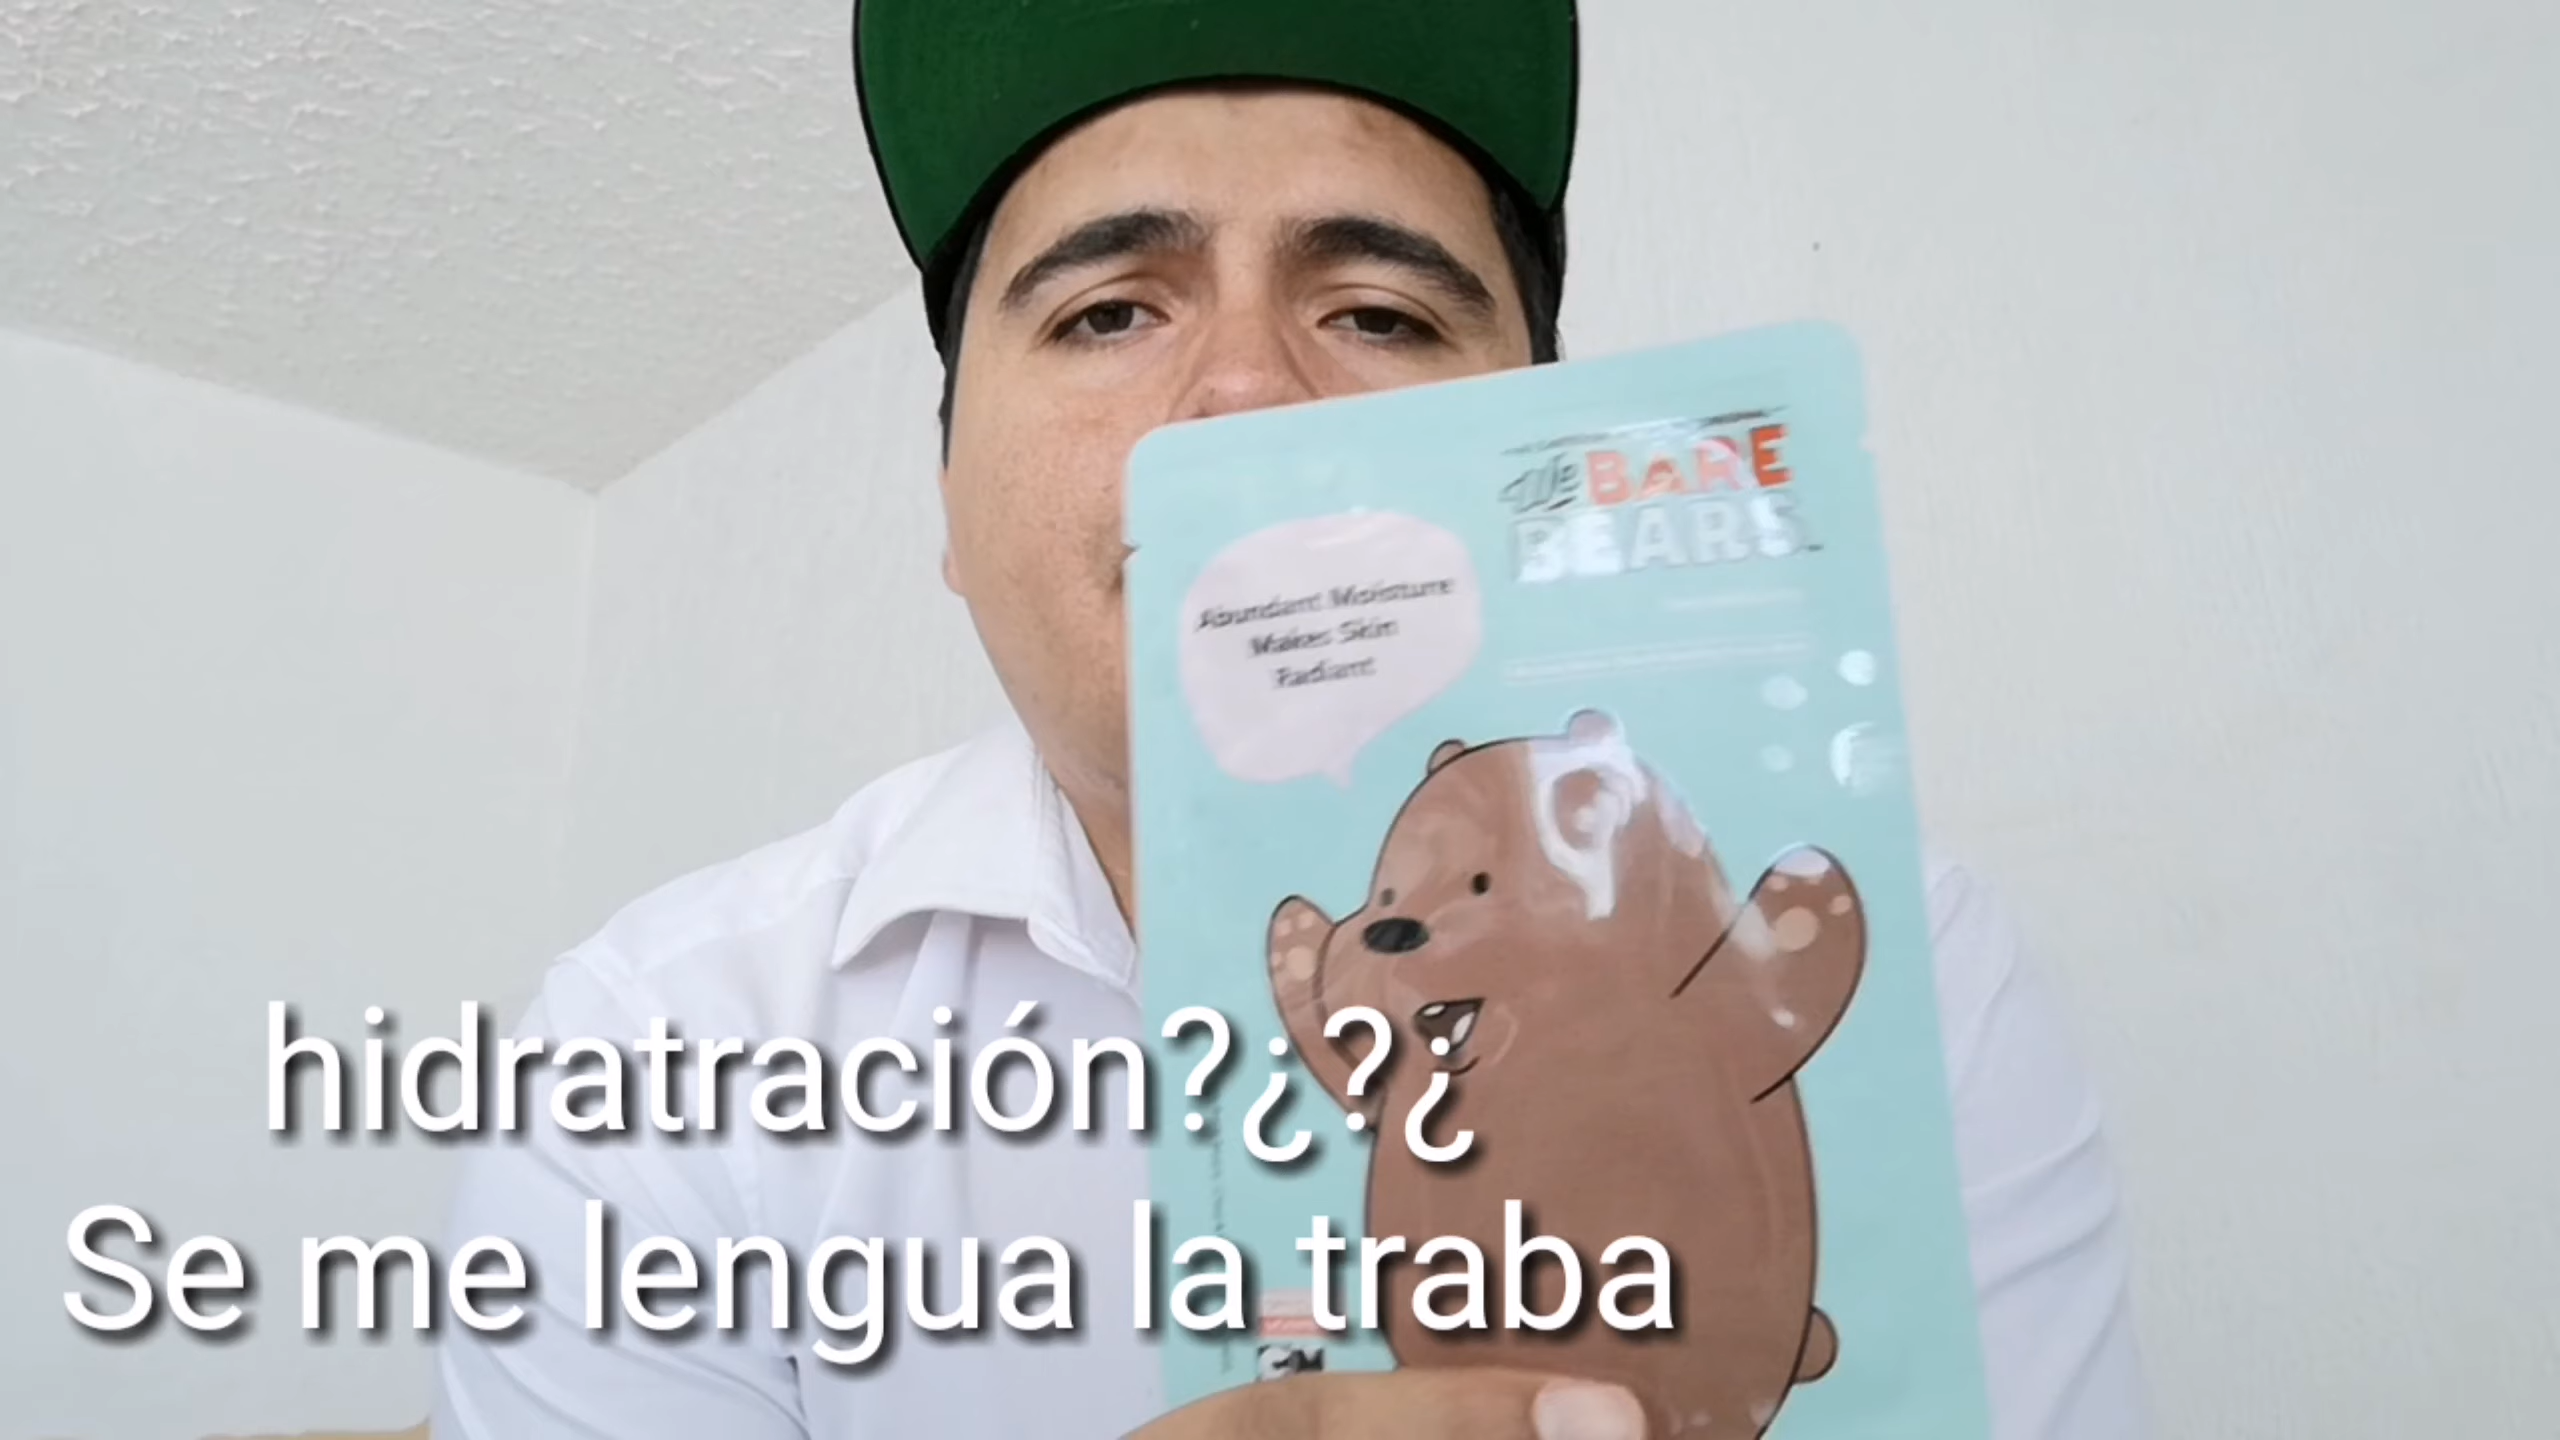 We BARE
BEARS
Abundant Moisture
Makes Skin
Radiant
hidratración?¿?¿
Se me lengua la traba